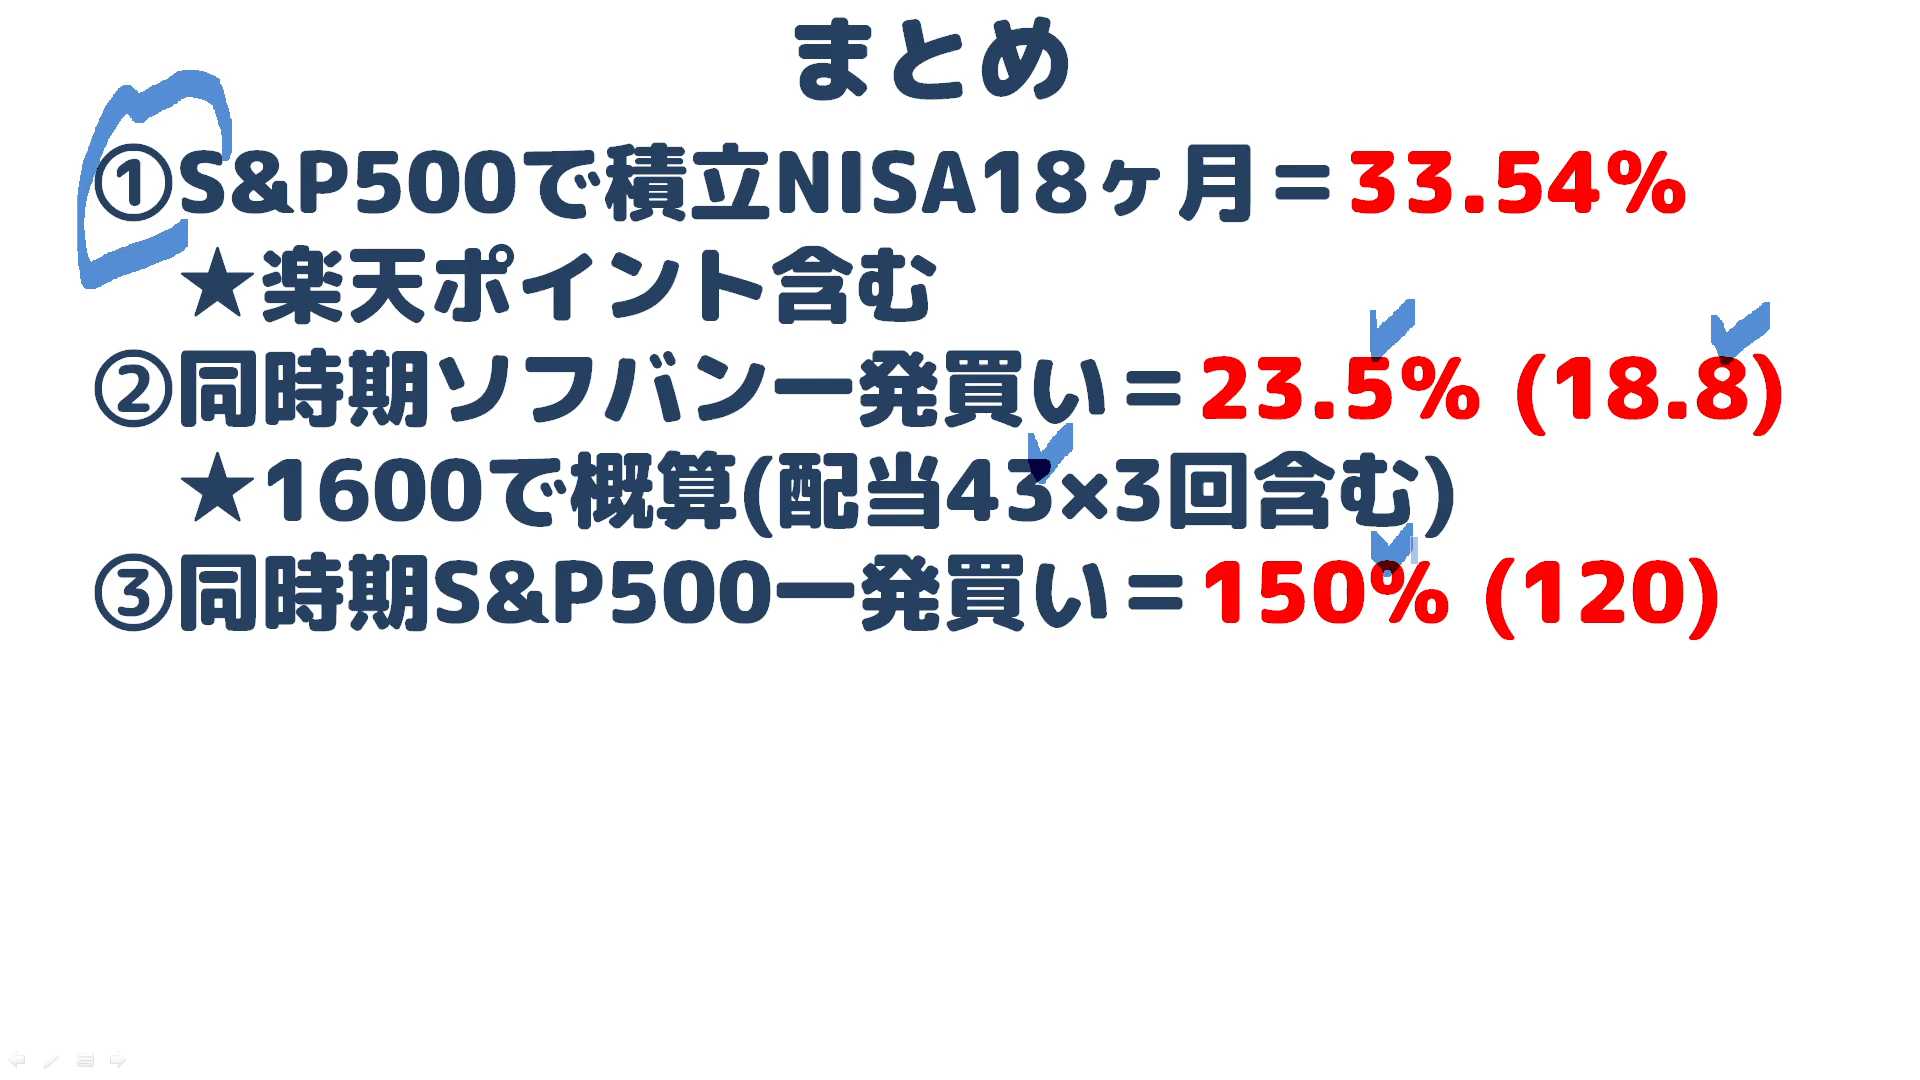 まとめ
①S&P500で積立NISA18ヶ月=33.54%
★楽天ポイント含む
②同時期ソフバン一発買い=23.5% (18.8)
★1600で概算(配当43×3回含む)
③同時期S&P500一発買い=150% (120)